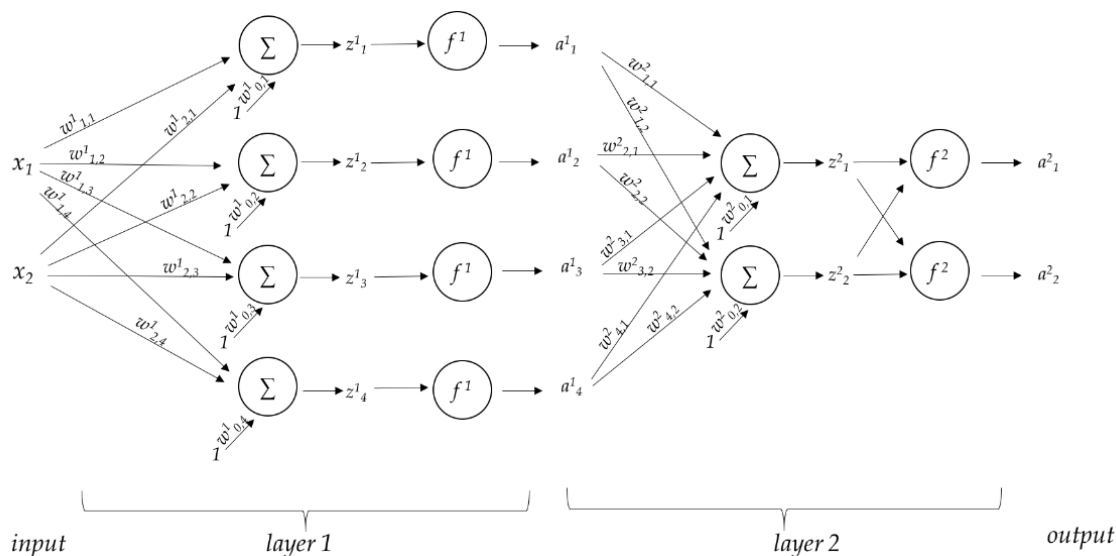 ∑ z¹₁ f¹ a¹₁
w¹₁,₁
w¹₂,₁
1 w¹₀,₁
w²₁,₁
w²₁,₂
x₁ w¹₁,₂ ∑ z¹₂ f¹ a¹₂ w²₂,₁ ∑ z²₁ f² a²₁
w¹₁,₃
w¹₁,₄
w¹₂,₂
1 w¹₀,₂
w²₂,₂
1 w²₀,₁
w²₃,₁
x₂ w¹₂,₃ ∑ z¹₃ f¹ a¹₃ w²₃,₂ ∑ z²₂ f² a²₂
w¹₂,₄
1 w¹₀,₃
w²₄,₁
w²₄,₂
1 w²₀,₂
∑ z¹₄ f¹ a¹₄
1 w¹₀,₄
input layer 1 layer 2 output